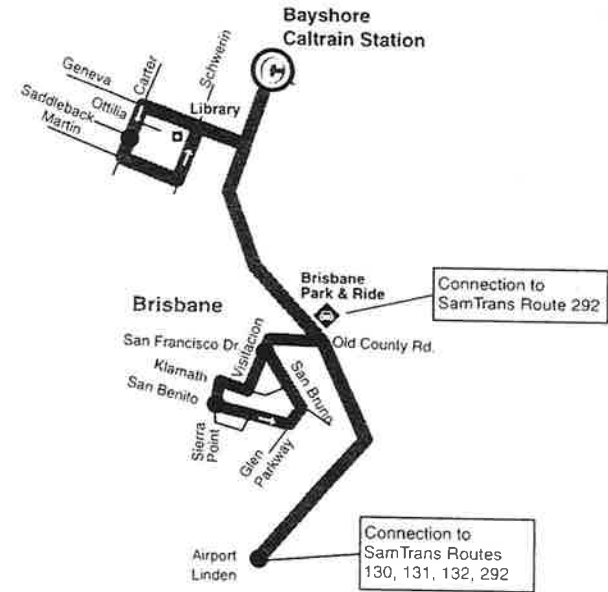 Bayshore
Caltrain Station
Schwerin
Carter
Geneva
Library
Ottilia
Saddleback
Martin
Brisbane
Park & Ride
Connection to
SamTrans Route 292
Brisbane
San Francisco Dr.
Visitacion
Old County Rd.
Klamath
San Benito
San Bruno
Sierra
Point
Glen
Parkway
Airport
Linden
Connection to
SamTrans Routes
130, 131, 132, 292